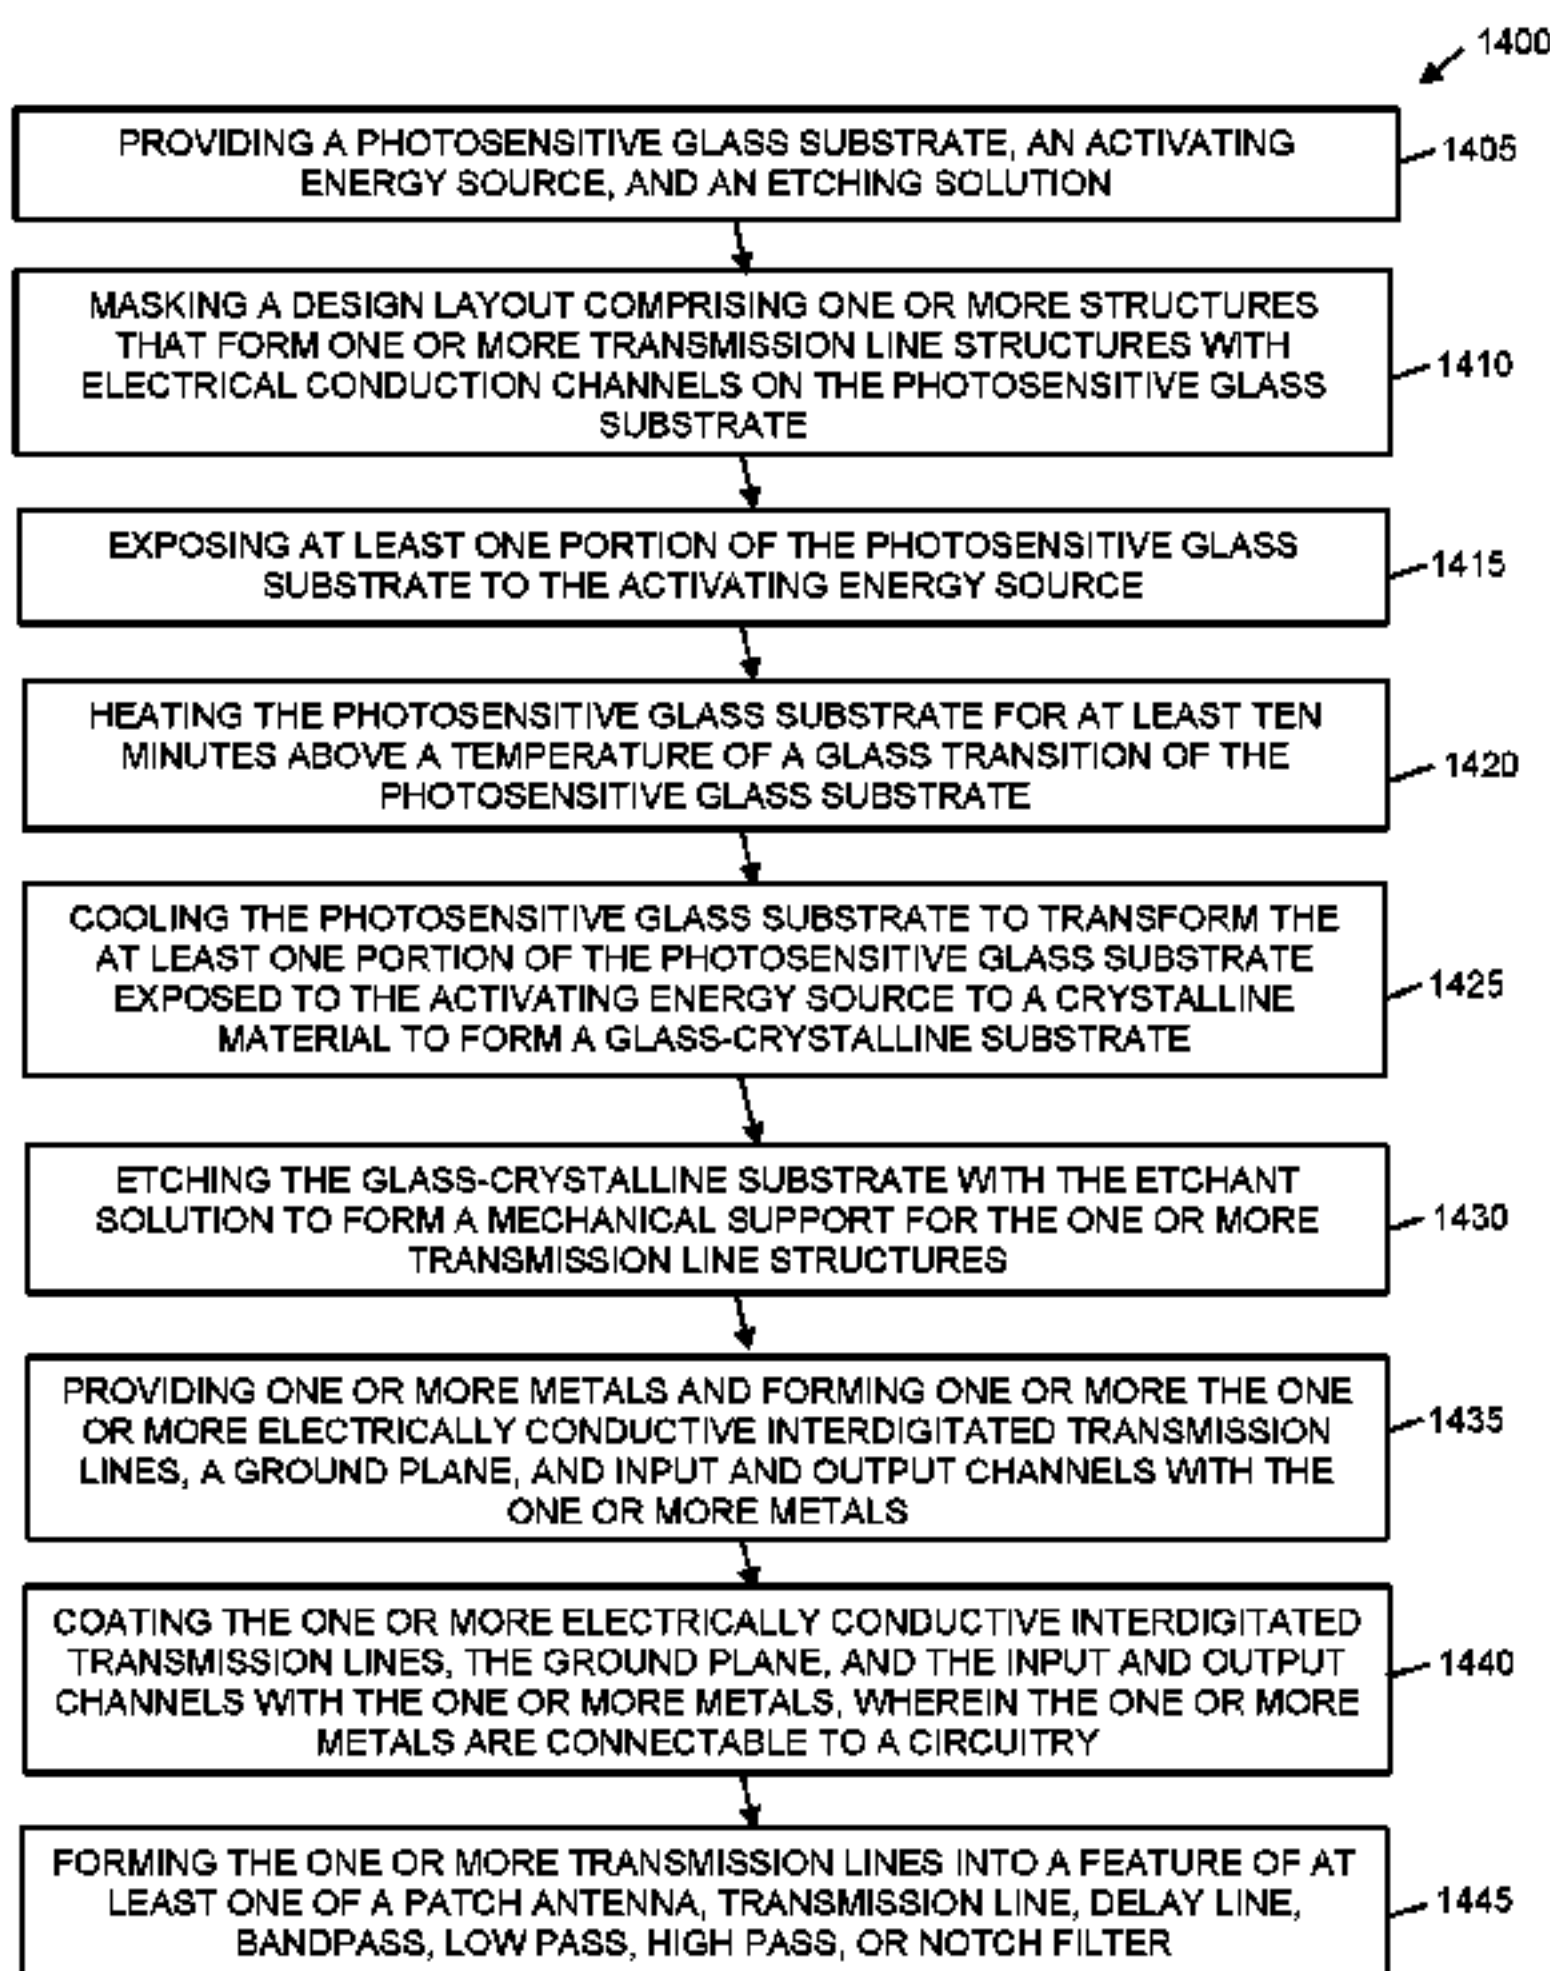 1400
PROVIDING A PHOTOSENSITIVE GLASS SUBSTRATE, AN ACTIVATING
ENERGY SOURCE, AND AN ETCHING SOLUTION
1405
MASKING A DESIGN LAYOUT COMPRISING ONE OR MORE STRUCTURES
THAT FORM ONE OR MORE TRANSMISSION LINE STRUCTURES WITH
ELECTRICAL CONDUCTION CHANNELS ON THE PHOTOSENSITIVE GLASS
SUBSTRATE
1410
EXPOSING AT LEAST ONE PORTION OF THE PHOTOSENSITIVE GLASS
SUBSTRATE TO THE ACTIVATING ENERGY SOURCE
1415
HEATING THE PHOTOSENSITIVE GLASS SUBSTRATE FOR AT LEAST TEN
MINUTES ABOVE A TEMPERATURE OF A GLASS TRANSITION OF THE
PHOTOSENSITIVE GLASS SUBSTRATE
1420
COOLING THE PHOTOSENSITIVE GLASS SUBSTRATE TO TRANSFORM THE
AT LEAST ONE PORTION OF THE PHOTOSENSITIVE GLASS SUBSTRATE
EXPOSED TO THE ACTIVATING ENERGY SOURCE TO A CRYSTALLINE
MATERIAL TO FORM A GLASS-CRYSTALLINE SUBSTRATE
1425
ETCHING THE GLASS-CRYSTALLINE SUBSTRATE WITH THE ETCHANT
SOLUTION TO FORM A MECHANICAL SUPPORT FOR THE ONE OR MORE
TRANSMISSION LINE STRUCTURES
1430
PROVIDING ONE OR MORE METALS AND FORMING ONE OR MORE THE ONE
OR MORE ELECTRICALLY CONDUCTIVE INTERDIGITATED TRANSMISSION
LINES, A GROUND PLANE, AND INPUT AND OUTPUT CHANNELS WITH THE
ONE OR MORE METALS
1435
COATING THE ONE OR MORE ELECTRICALLY CONDUCTIVE INTERDIGITATED
TRANSMISSION LINES, THE GROUND PLANE, AND THE INPUT AND OUTPUT
CHANNELS WITH THE ONE OR MORE METALS, WHEREIN THE ONE OR MORE
METALS ARE CONNECTABLE TO A CIRCUITRY
1440
FORMING THE ONE OR MORE TRANSMISSION LINES INTO A FEATURE OF AT
LEAST ONE OF A PATCH ANTENNA, TRANSMISSION LINE, DELAY LINE,
BANDPASS, LOW PASS, HIGH PASS, OR NOTCH FILTER
1445